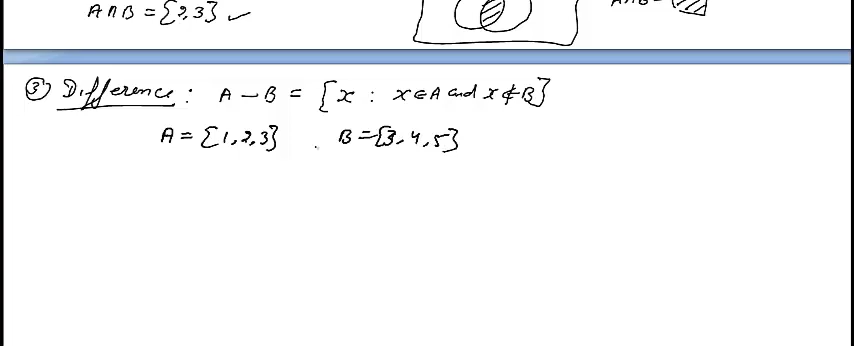 A∩B = {2,3} ✓
③ Difference : A – B = {x : x∈A and x∉B}
A = {1,2,3} . B = {3,4,5}